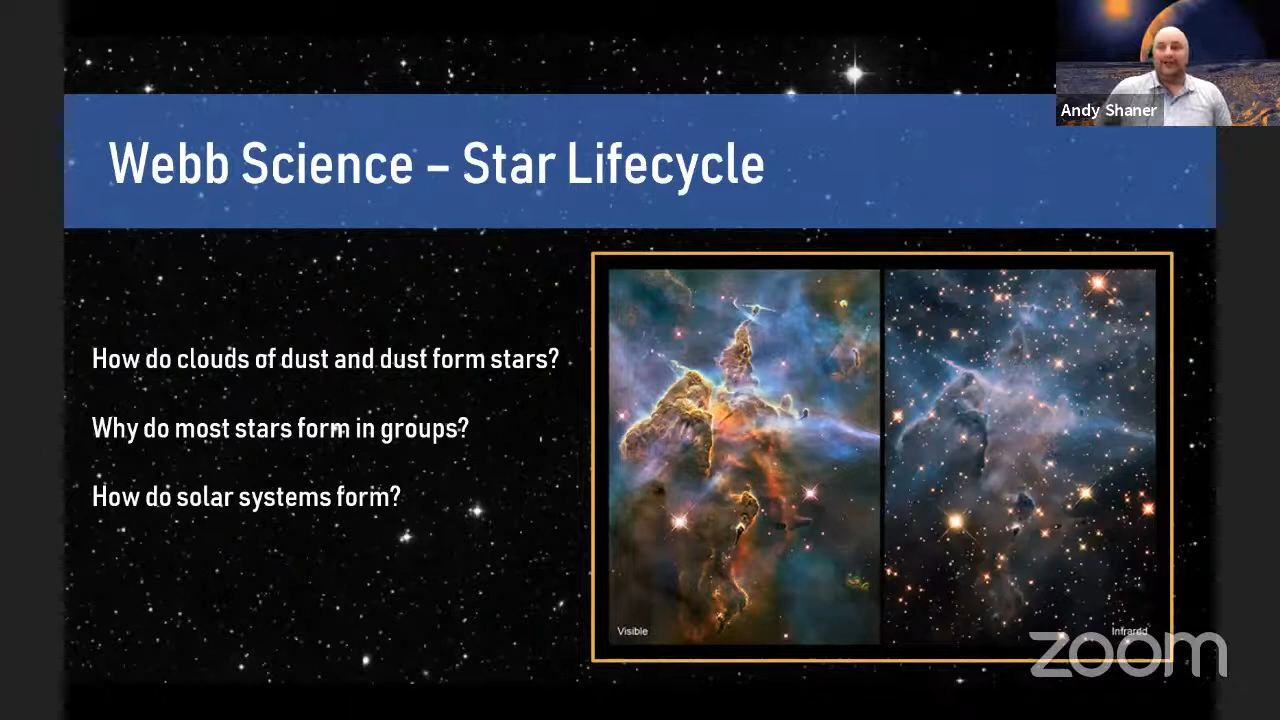 Andy Shaner
Webb Science – Star Lifecycle
How do clouds of dust and dust form stars?
Why do most stars form in groups?
How do solar systems form?
Visible
Infrared
zoom